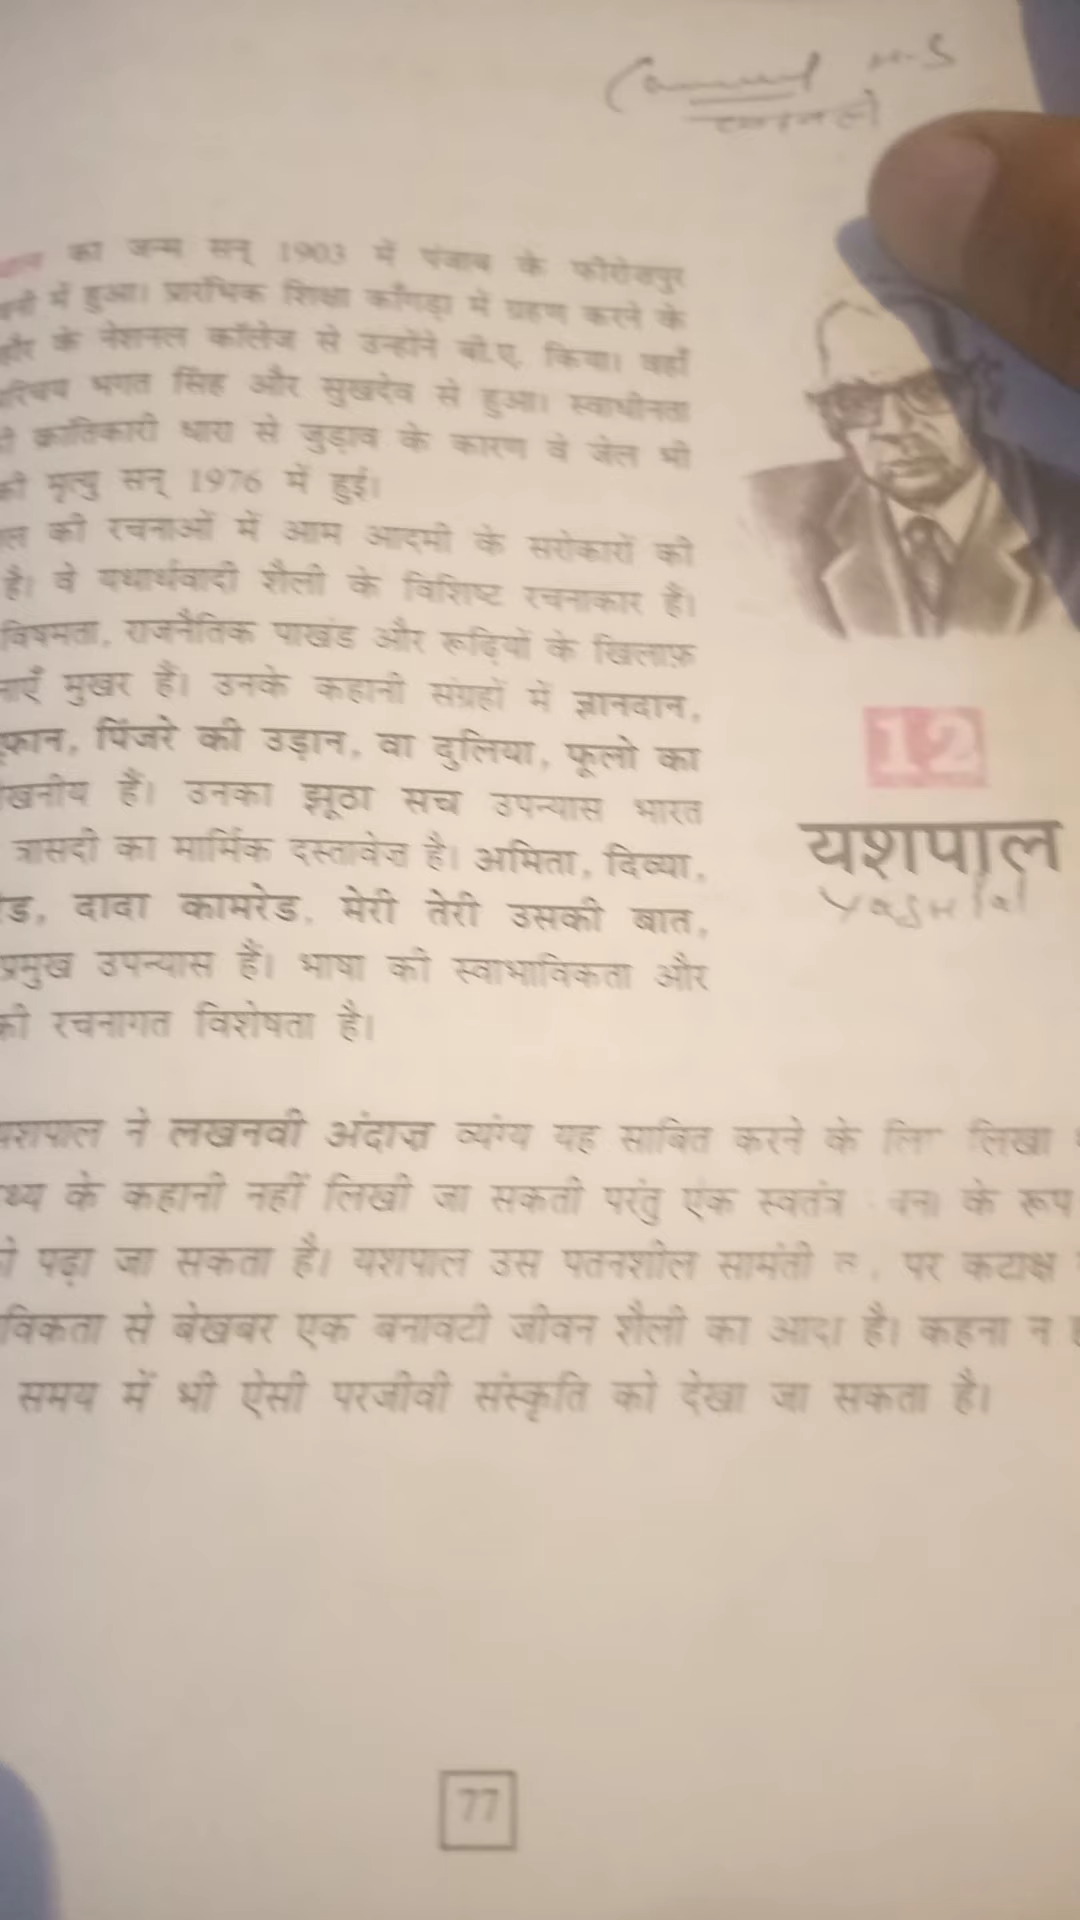 का जन्म सन् 1903 में पंजाब के फीरोजपुर
में हुआ। प्रारंभिक शिक्षा काँगड़ा में ग्रहण करने के
के नेशनल कॉलेज से उन्होंने बी.ए. किया। वहाँ
भगत सिंह और सुखदेव से हुआ। स्वाधीनता
क्रांतिकारी धारा से जुड़ाव के कारण वे जेल भी
की मृत्यु सन् 1976 में हुई।
की रचनाओं में आम आदमी के सरोकारों की
है। वे यथार्थवादी शैली के विशिष्ट रचनाकार हैं।
विषमता, राजनैतिक पाखंड और रूढ़ियों के खिलाफ़
मुखर हैं। उनके कहानी संग्रहों में ज्ञानदान,
पिंजरे की उड़ान, वा दुलिया, फूलो का
हैं। उनका झूठा सच उपन्यास भारत
त्रासदी का मार्मिक दस्तावेज़ है। अमिता, दिव्या,
दादा कामरेड, मेरी तेरी उसकी बात,
प्रमुख उपन्यास हैं। भाषा की स्वाभाविकता और
की रचनागत विशेषता है।
12
यशपाल
Yashpal
ने लखनवी अंदाज़ व्यंग्य यह साबित करने के लिखा
के कहानी नहीं लिखी जा सकती परंतु एक स्वतंत्र के रूप
पढ़ा जा सकता है। यशपाल उस पतनशील सामंती पर कटाक्ष
से बेखबर एक बनावटी जीवन शैली का है। कहना न
समय में भी ऐसी परजीवी संस्कृति को देखा जा सकता है।
77